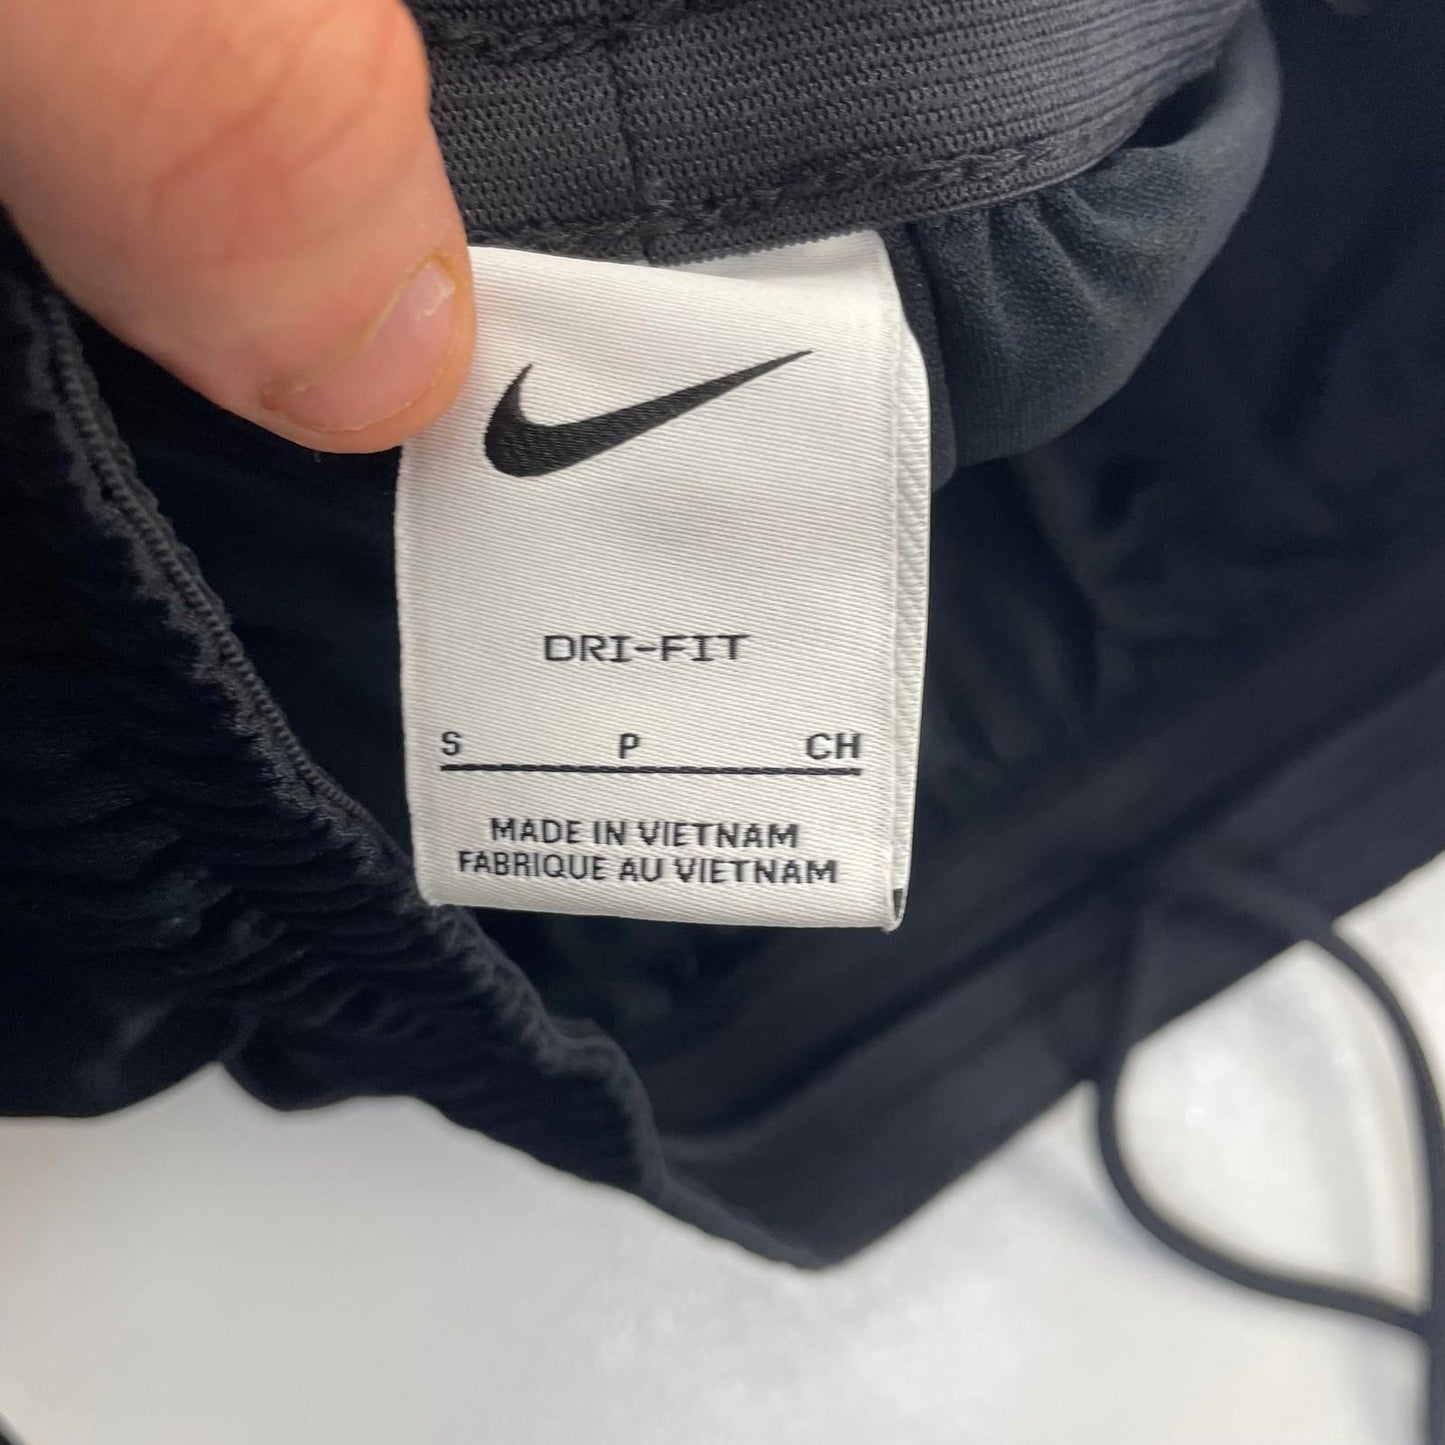 DRI-FIT
S P CH
MADE IN VIETNAM
FABRIQUE AU VIETNAM